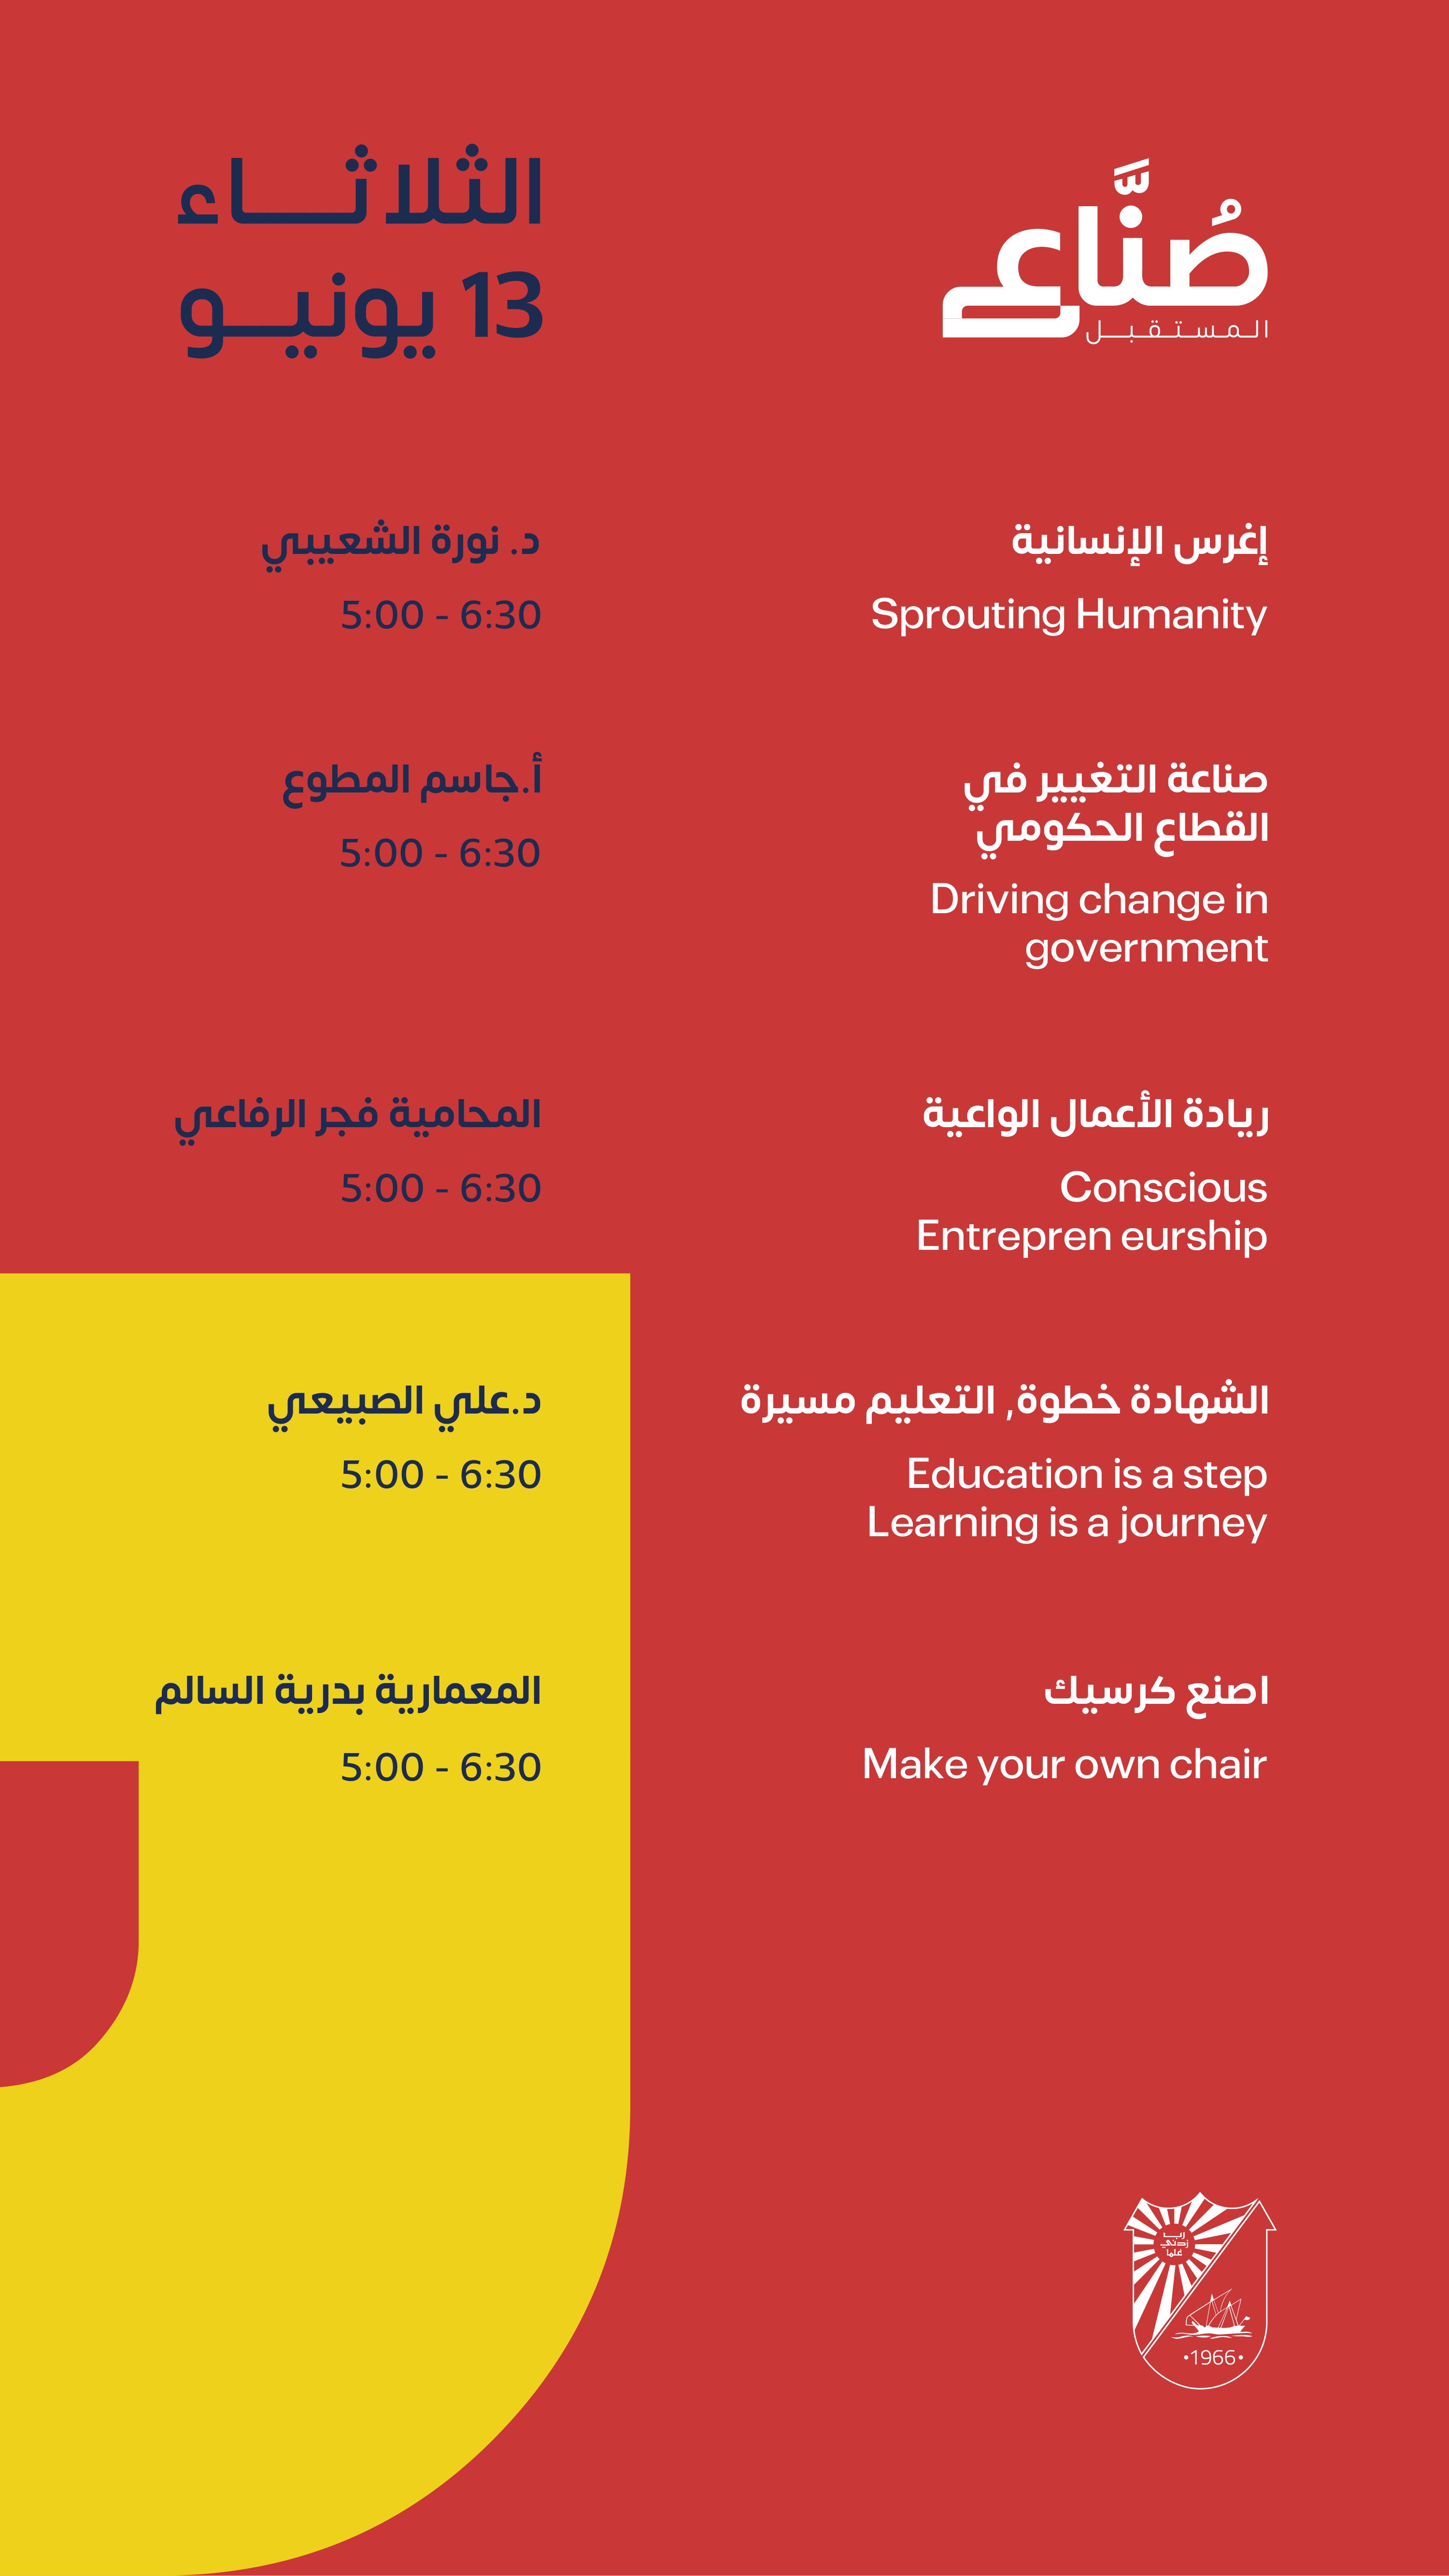 صُنَّاع
المستقبل
الثلاثاء
13 يونيو
إغرس الإنسانية
Sprouting Humanity
د. نورة الشعيبي
5:00 - 6:30
صناعة التغيير في
القطاع الحكومي
Driving change in
government
أ.جاسم المطوع
5:00 - 6:30
ريادة الأعمال الواعية
Conscious
Entrepren eurship
المحامية فجر الرفاعي
5:00 - 6:30
الشهادة خطوة, التعليم مسيرة
Education is a step
Learning is a journey
د.علي الصبيعي
5:00 - 6:30
اصنع كرسيك
Make your own chair
المعمارية بدرية السالم
5:00 - 6:30
ربا
زدني
علما
•1966•